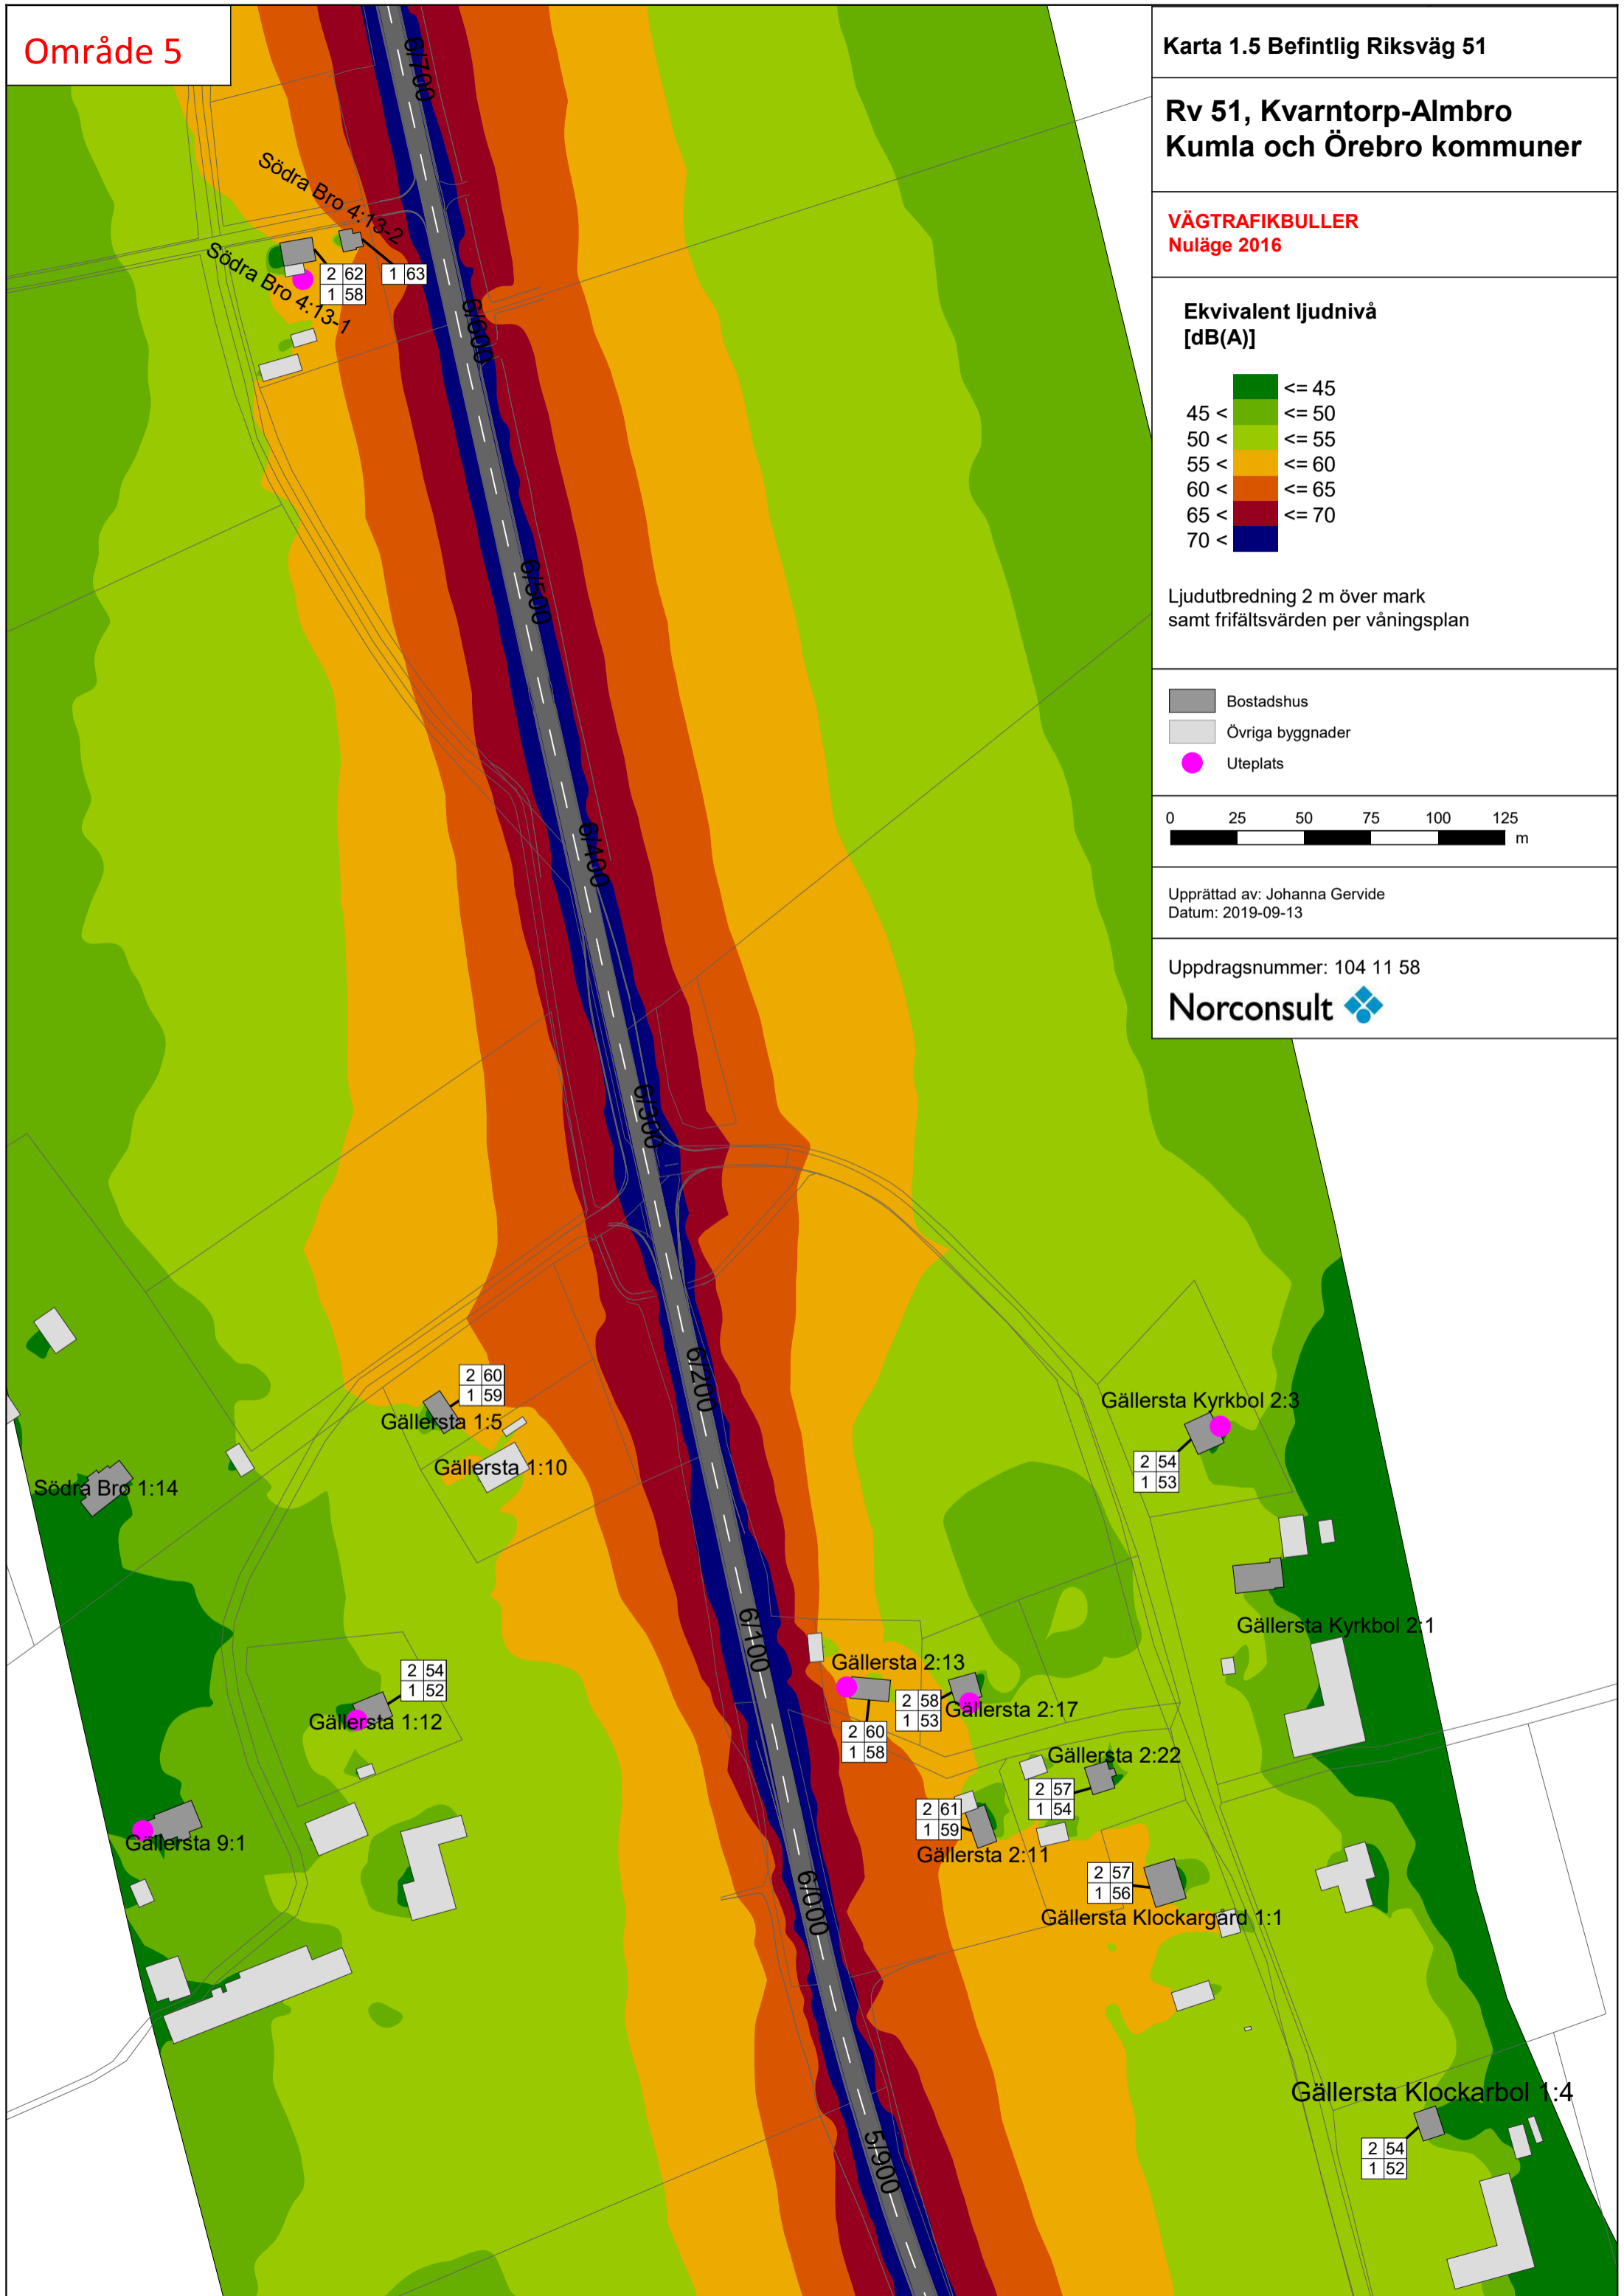 Område 5
Karta 1.5 Befintlig Riksväg 51
Rv 51, Kvarntorp-Almbro
Kumla och Örebro kommuner
VÄGTRAFIKBULLER
Nuläge 2016
Ekvivalent ljudnivå
[dB(A)]
<= 45
45 < <= 50
50 < <= 55
55 < <= 60
60 < <= 65
65 < <= 70
70 <
Ljudutbredning 2 m över mark
samt frifältsvärden per våningsplan
Bostadshus
Övriga byggnader
Uteplats
0 25 50 75 100 125
m
Upprättad av: Johanna Gervide
Datum: 2019-09-13
Uppdragsnummer: 104 11 58
Norconsult
6/700
Södra Bro 4:13-2
1 63
Södra Bro 4:13-1
2 62
1 58
6/600
6/500
6/400
6/300
6/200
2 60
1 59
Gällersta 1:5
Gällersta 1:10
Södra Bro 1:14
Gällersta Kyrkbol 2:3
2 54
1 53
Gällersta Kyrkbol 2:1
6/100
Gällersta 2:13
2 60
1 58
2 58
1 53
Gällersta 2:17
2 54
1 52
Gällersta 1:12
Gällersta 2:22
2 57
1 54
2 61
1 59
Gällersta 2:11
Gällersta 9:1
2 57
1 56
Gällersta Klockargård 1:1
6/000
Gällersta Klockarbol 1:4
2 54
1 52
5/900